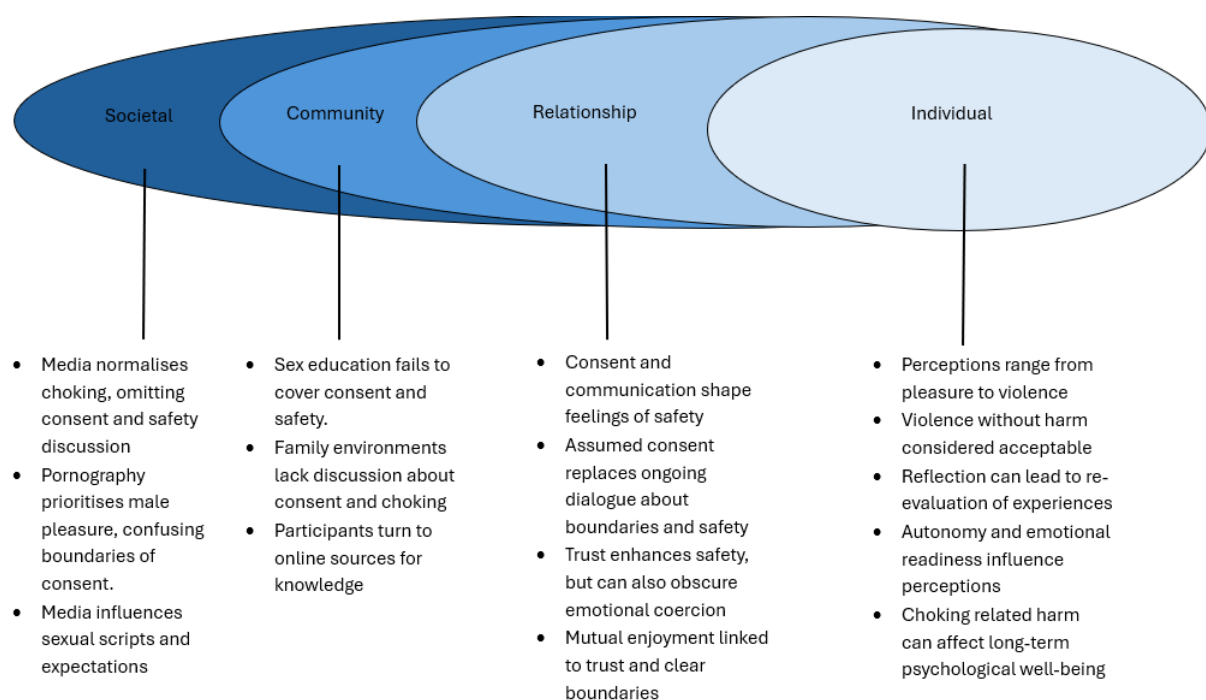 Societal
Community
Relationship
Individual
• Media normalises
choking, omitting
consent and safety
discussion
• Pornography
prioritises male
pleasure, confusing
boundaries of
consent.
• Media influences
sexual scripts and
expectations
• Sex education fails to
cover consent and
safety.
• Family environments
lack discussion about
consent and choking
• Participants turn to
online sources for
knowledge
• Consent and
communication shape
feelings of safety
• Assumed consent
replaces ongoing
dialogue about
boundaries and safety
• Trust enhances safety,
but can also obscure
emotional coercion
• Mutual enjoyment linked
to trust and clear
boundaries
• Perceptions range from
pleasure to violence
• Violence without harm
considered acceptable
• Reflection can lead to re-
evaluation of experiences
• Autonomy and emotional
readiness influence
perceptions
• Choking related harm
can affect long-term
psychological well-being